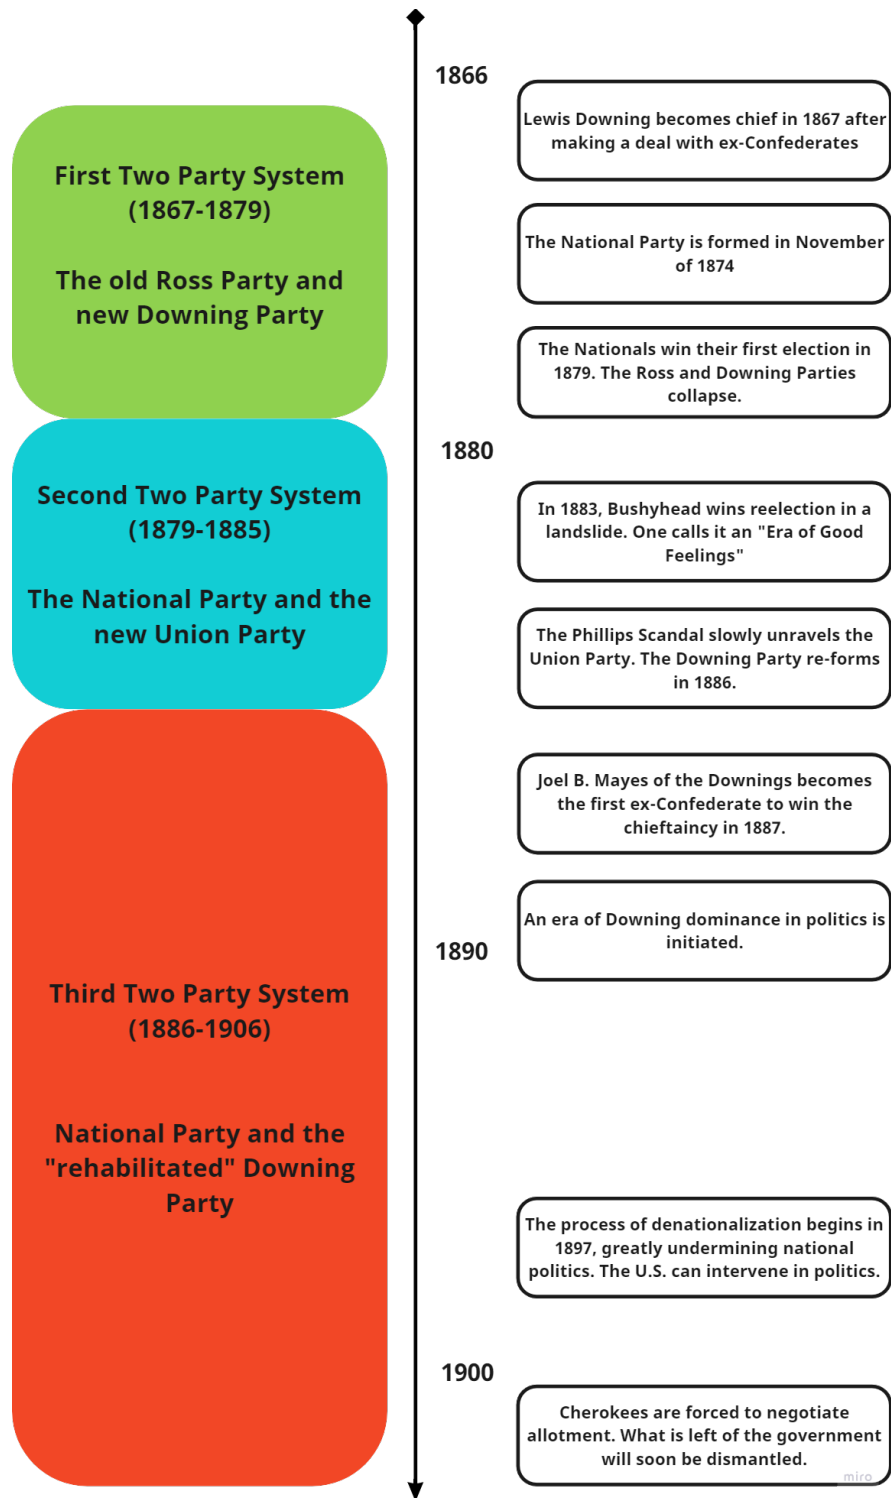 1866
Lewis Downing becomes chief in 1867 after
making a deal with ex-Confederates
First Two Party System
(1867-1879)
The old Ross Party and
new Downing Party
The National Party is formed in November
of 1874
The Nationals win their first election in
1879. The Ross and Downing Parties
collapse.
1880
Second Two Party System
(1879-1885)
The National Party and the
new Union Party
In 1883, Bushyhead wins reelection in a
landslide. One calls it an "Era of Good
Feelings"
The Phillips Scandal slowly unravels the
Union Party. The Downing Party re-forms
in 1886.
Joel B. Mayes of the Downings becomes
the first ex-Confederate to win the
chieftaincy in 1887.
An era of Downing dominance in politics is
initiated.
1890
Third Two Party System
(1886-1906)
National Party and the
"rehabilitated" Downing
Party
The process of denationalization begins in
1897, greatly undermining national
politics. The U.S. can intervene in politics.
1900
Cherokees are forced to negotiate
allotment. What is left of the government
will soon be dismantled.
miro